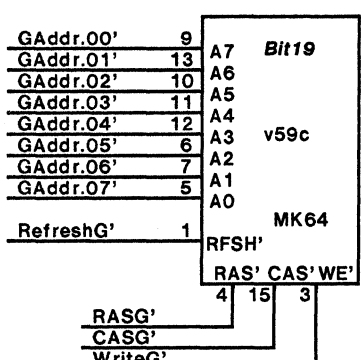 GAddr.00' 9 A7 Bit19
GAddr.01' 13 A6
GAddr.02' 10 A5
GAddr.03' 11 A4
GAddr.04' 12 A3 v59c
GAddr.05' 6 A2
GAddr.06' 7 A1
GAddr.07' 5 A0
MK64
RefreshG' 1 RFSH'
RAS' CAS' WE'
4 15 3
RASG'
CASG'
WriteG'